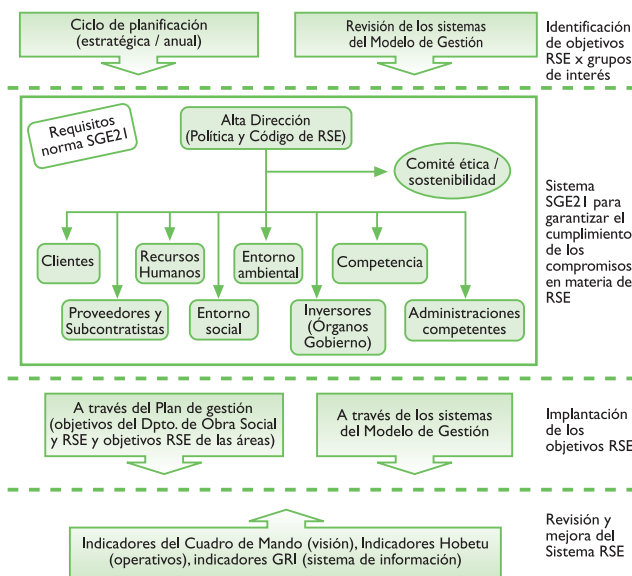 Ciclo de planificación
(estratégica / anual)
Revisión de los sistemas
del Modelo de Gestión
Identificación
de objetivos
RSE x grupos
de interés
Requisitos
norma SGE21
Alta Dirección
(Política y Código de RSE)
Comité ética /
sostenibilidad
Clientes
Recursos
Humanos
Entorno
ambiental
Competencia
Proveedores y
Subcontratistas
Entorno
social
Inversores
(Órganos
Gobierno)
Administraciones
competentes
Sistema
SGE21 para
garantizar el
cumplimiento
de los
compromisos
en materia de
RSE
A través del Plan de gestión
(objetivos del Dpto. de Obra Social
y RSE y objetivos RSE de las áreas)
A través de los sistemas
del Modelo de Gestión
Implantación
de los
objetivos RSE
Indicadores del Cuadro de Mando (visión), Indicadores Hobetu
(operativos), indicadores GRI (sistema de información)
Revisión y
mejora del
Sistema RSE